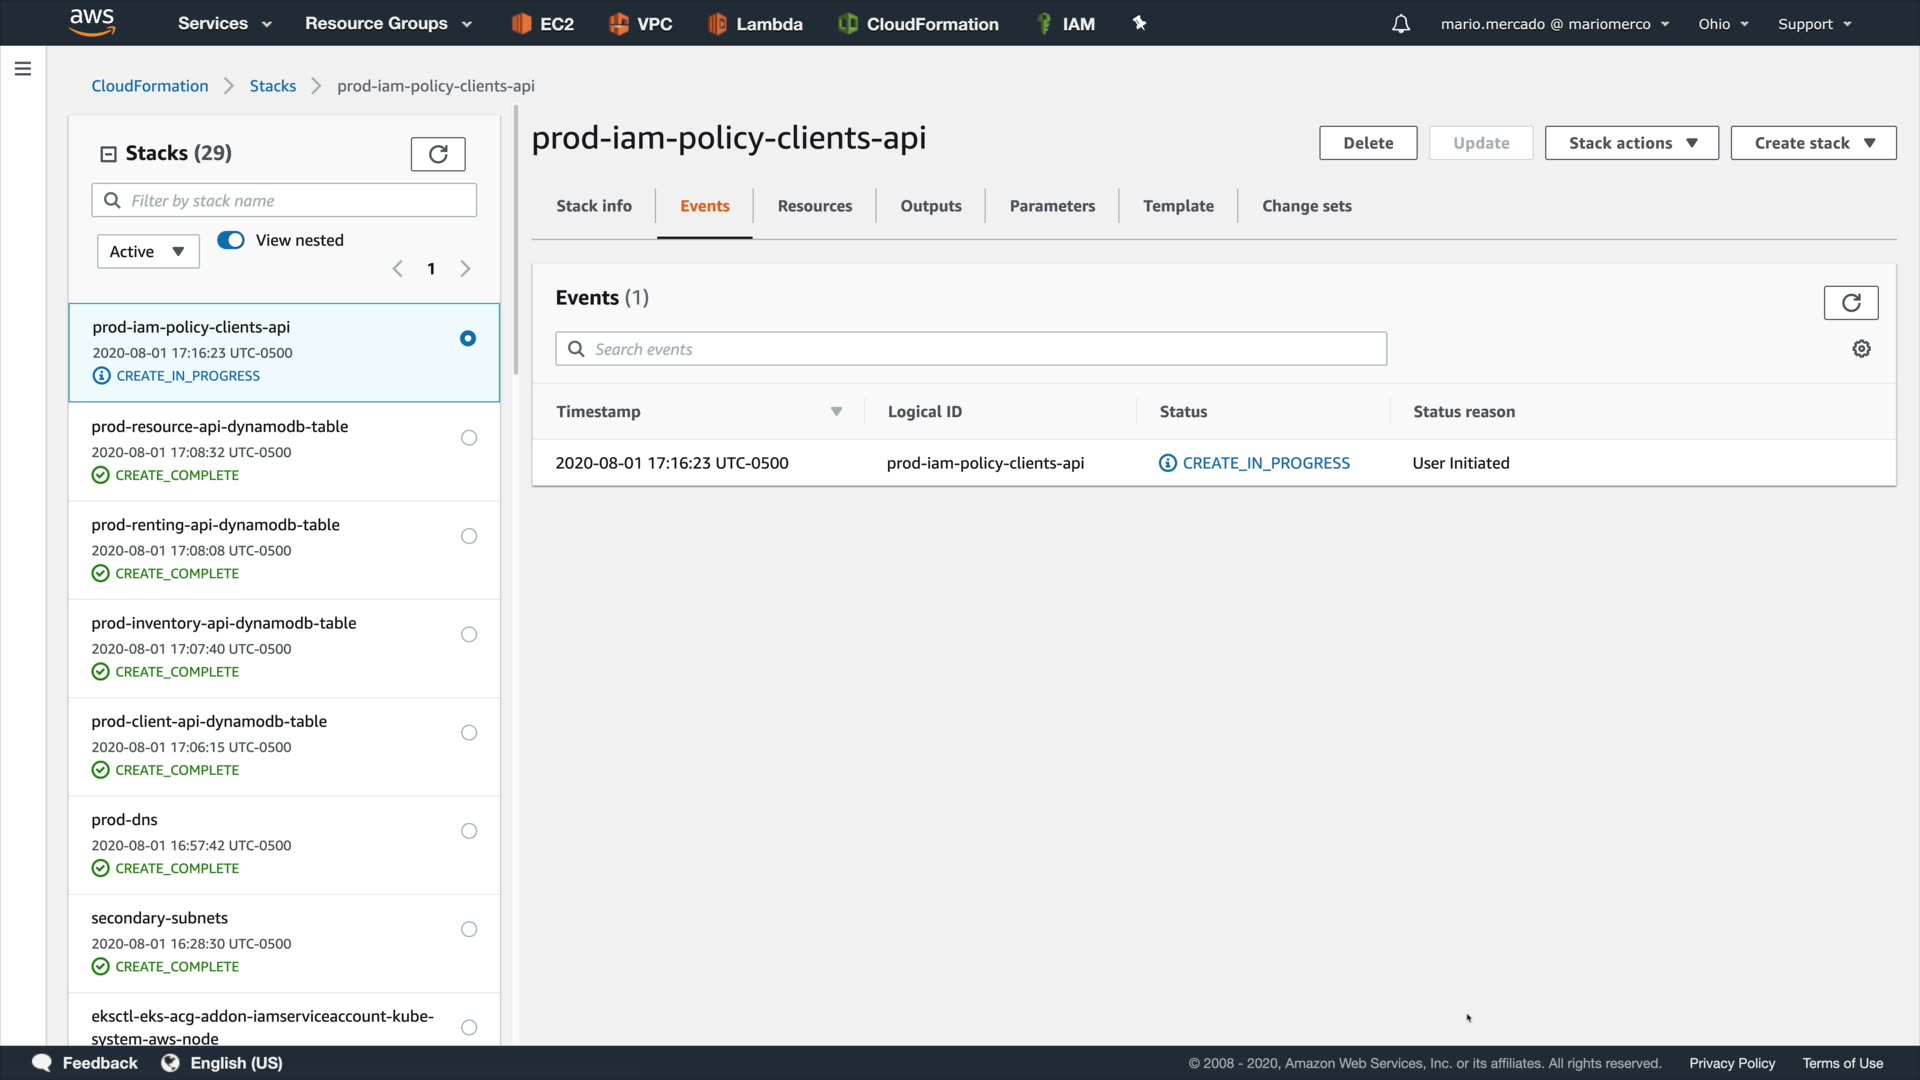 aws Services Resource Groups EC2 VPC Lambda CloudFormation IAM mario.mercado @ mariomerco Ohio Support
CloudFormation Stacks prod-iam-policy-clients-api
Stacks (29)
Filter by stack name
Active View nested
1
prod-iam-policy-clients-api
2020-08-01 17:16:23 UTC-0500
CREATE_IN_PROGRESS
prod-resource-api-dynamodb-table
2020-08-01 17:08:32 UTC-0500
CREATE_COMPLETE
prod-renting-api-dynamodb-table
2020-08-01 17:08:08 UTC-0500
CREATE_COMPLETE
prod-inventory-api-dynamodb-table
2020-08-01 17:07:40 UTC-0500
CREATE_COMPLETE
prod-client-api-dynamodb-table
2020-08-01 17:06:15 UTC-0500
CREATE_COMPLETE
prod-dns
2020-08-01 16:57:42 UTC-0500
CREATE_COMPLETE
secondary-subnets
2020-08-01 16:28:30 UTC-0500
CREATE_COMPLETE
eksctl-eks-acg-addon-iamserviceaccount-kube-
system-aws-node
prod-iam-policy-clients-api
Delete Update Stack actions Create stack
Stack info Events Resources Outputs Parameters Template Change sets
Events (1)
Search events
Timestamp Logical ID Status Status reason
2020-08-01 17:16:23 UTC-0500 prod-iam-policy-clients-api CREATE_IN_PROGRESS User Initiated
Feedback English (US) © 2008 - 2020, Amazon Web Services, Inc. or its affiliates. All rights reserved. Privacy Policy Terms of Use